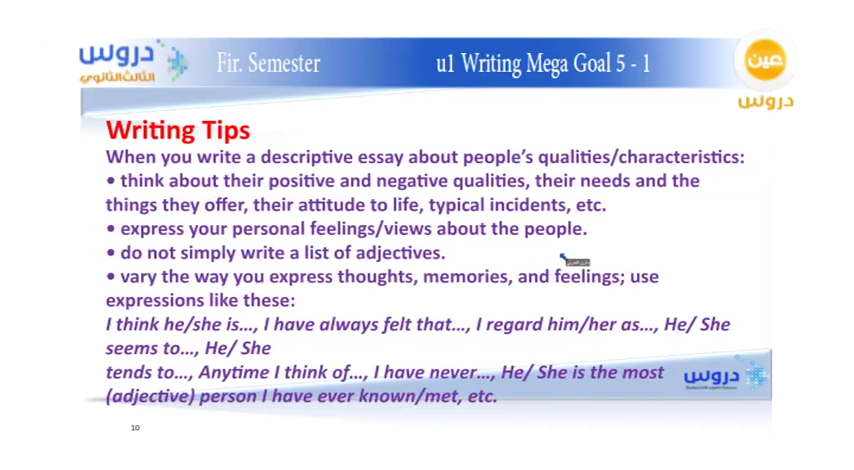 دروس
الثالث الثانوي
Fir. Semester
u1 Writing Mega Goal 5 - 1
عين
دروس
Writing Tips
When you write a descriptive essay about people's qualities/characteristics:
• think about their positive and negative qualities, their needs and the
things they offer, their attitude to life, typical incidents, etc.
• express your personal feelings/views about the people.
• do not simply write a list of adjectives.
• vary the way you express thoughts, memories, and feelings; use
expressions like these:
I think he/she is…, I have always felt that…, I regard him/her as…, He/ She
seems to…, He/ She
tends to…, Anytime I think of…, I have never…, He/ She is the most
(adjective) person I have ever known/met, etc.
دروس
10